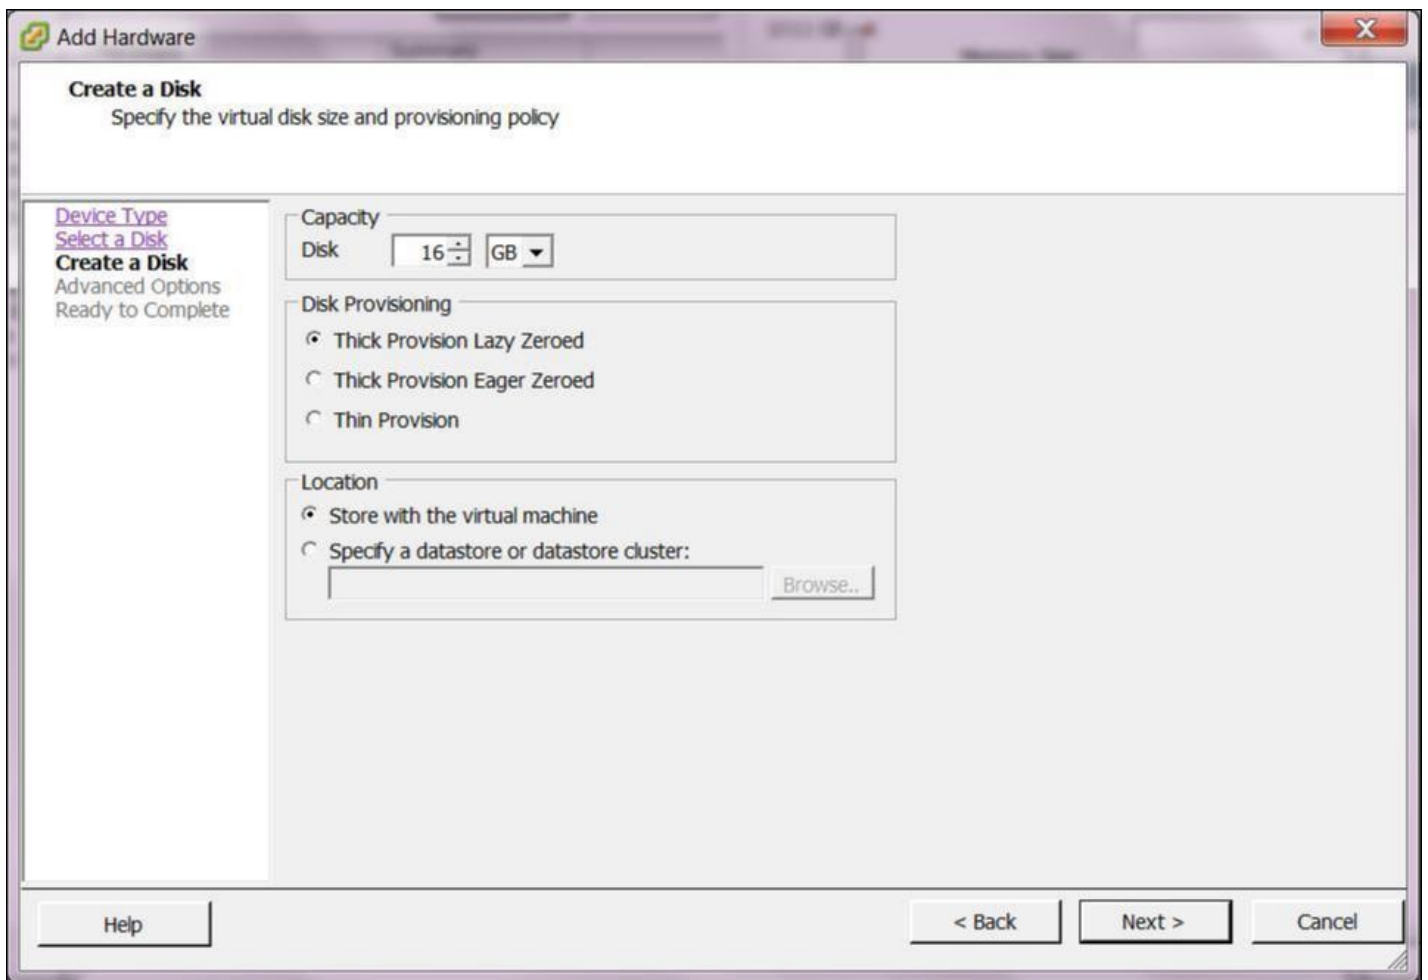 Add Hardware
Create a Disk
Specify the virtual disk size and provisioning policy
Device Type
Select a Disk
Create a Disk
Advanced Options
Ready to Complete
Capacity
Disk 16 GB
Disk Provisioning
Thick Provision Lazy Zeroed
Thick Provision Eager Zeroed
Thin Provision
Location
Store with the virtual machine
Specify a datastore or datastore cluster:
Browse..
Help
< Back
Next >
Cancel